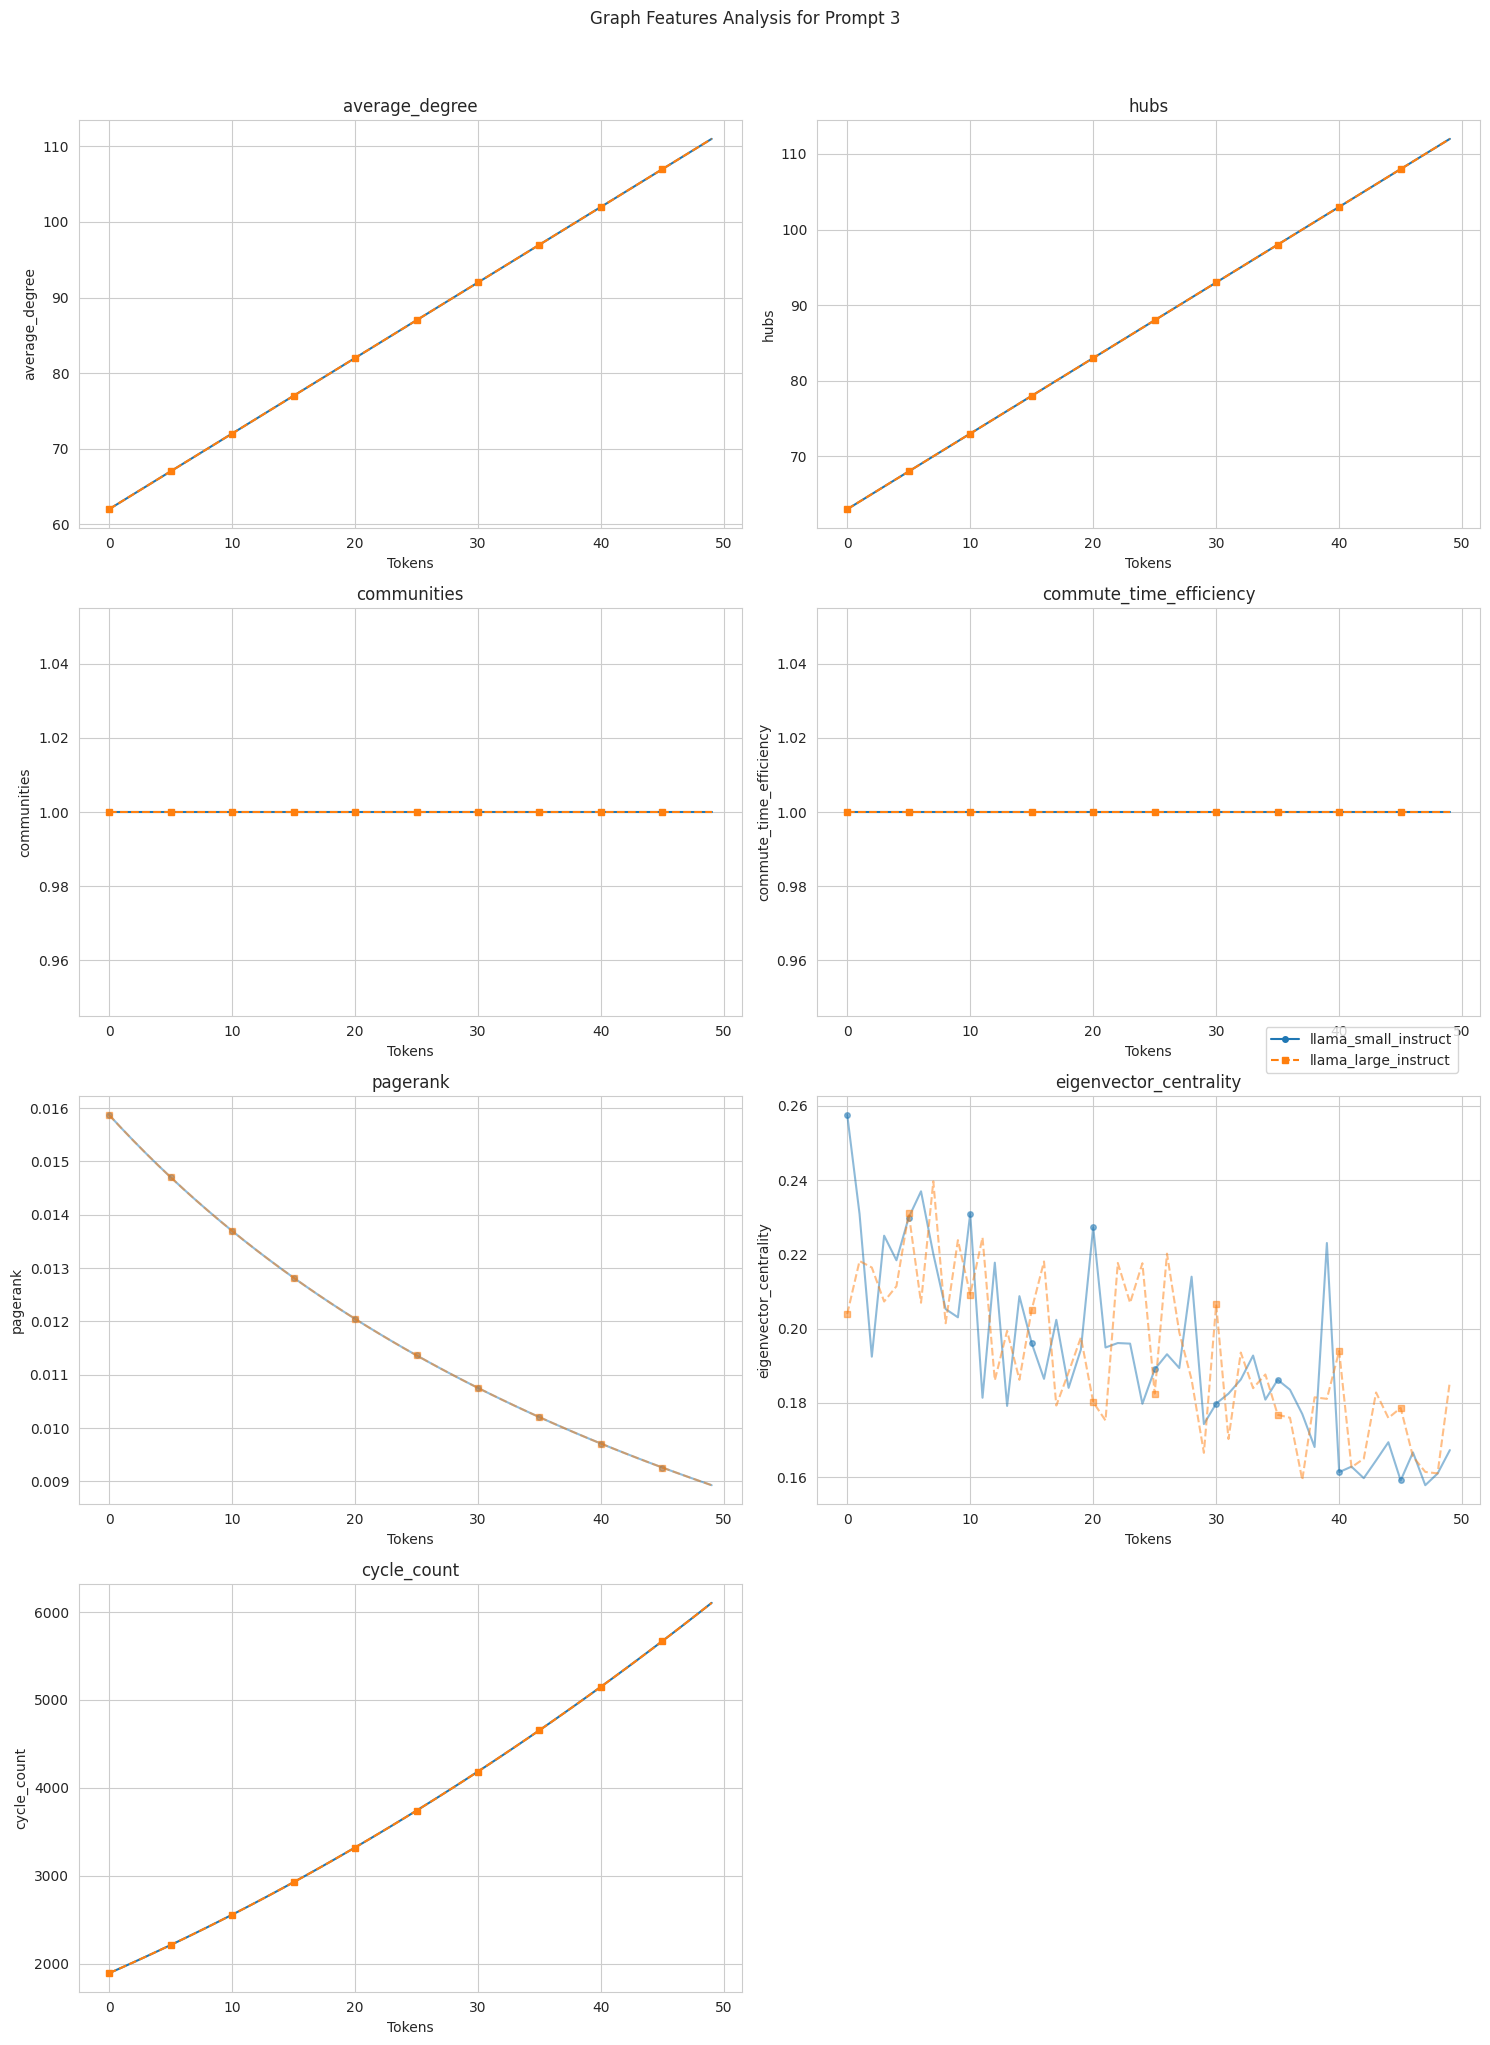 Graph Features Analysis for Prompt 3
average_degree
110
100
90
80
70
60
average_degree
0 10 20 30 40 50
Tokens
hubs
110
100
90
80
70
hubs
0 10 20 30 40 50
Tokens
communities
1.04
1.02
1.00
0.98
0.96
communities
0 10 20 30 40 50
Tokens
commute_time_efficiency
1.04
1.02
1.00
0.98
0.96
commute_time_efficiency
0 10 20 30 40 50
Tokens
llama_small_instruct
llama_large_instruct
pagerank
0.016
0.015
0.014
0.013
0.012
0.011
0.010
0.009
pagerank
0 10 20 30 40 50
Tokens
eigenvector_centrality
0.26
0.24
0.22
0.20
0.18
0.16
eigenvector_centrality
0 10 20 30 40 50
Tokens
cycle_count
6000
5000
4000
3000
2000
cycle_count
0 10 20 30 40 50
Tokens